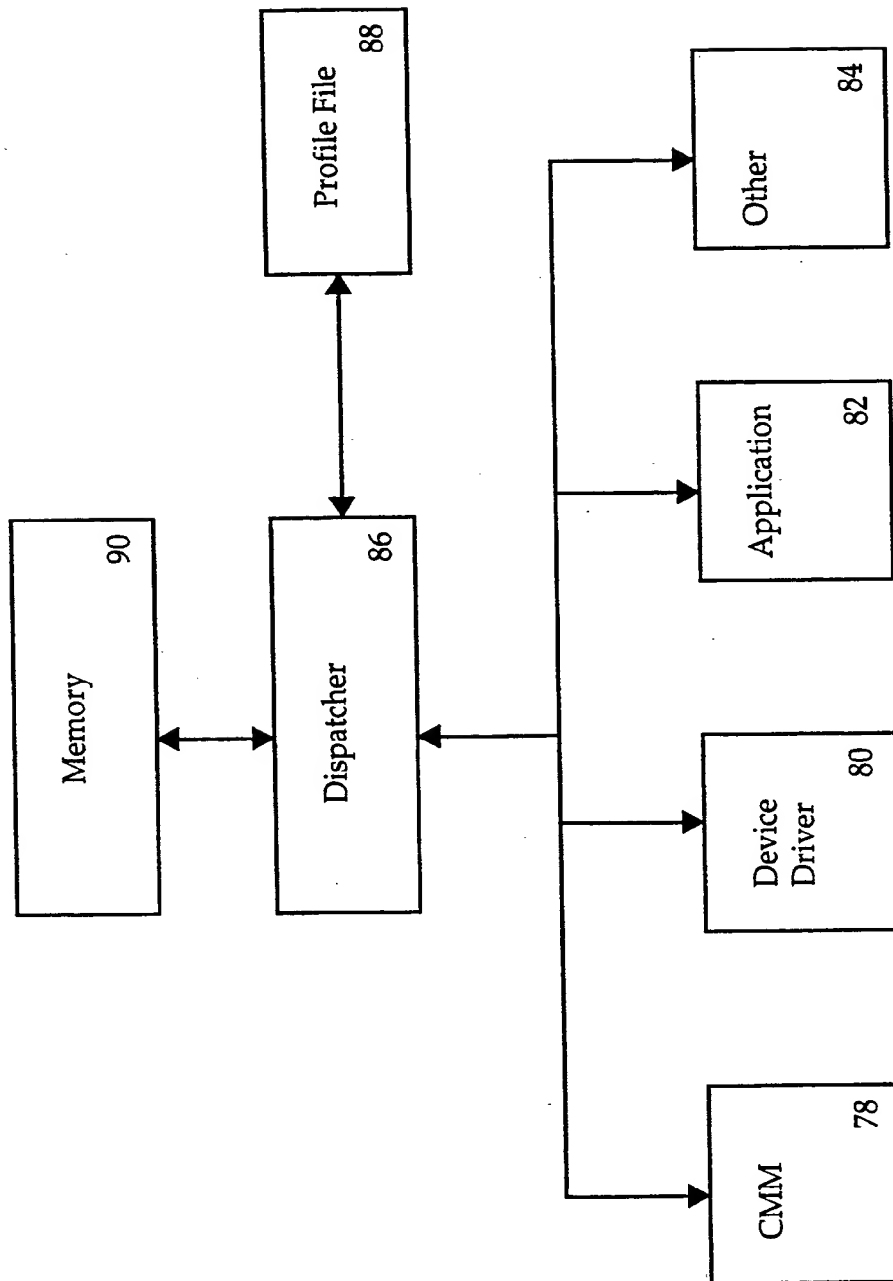 Memory
90
Dispatcher
86
Profile File
88
CMM
78
Device
Driver
80
Application
82
Other
84